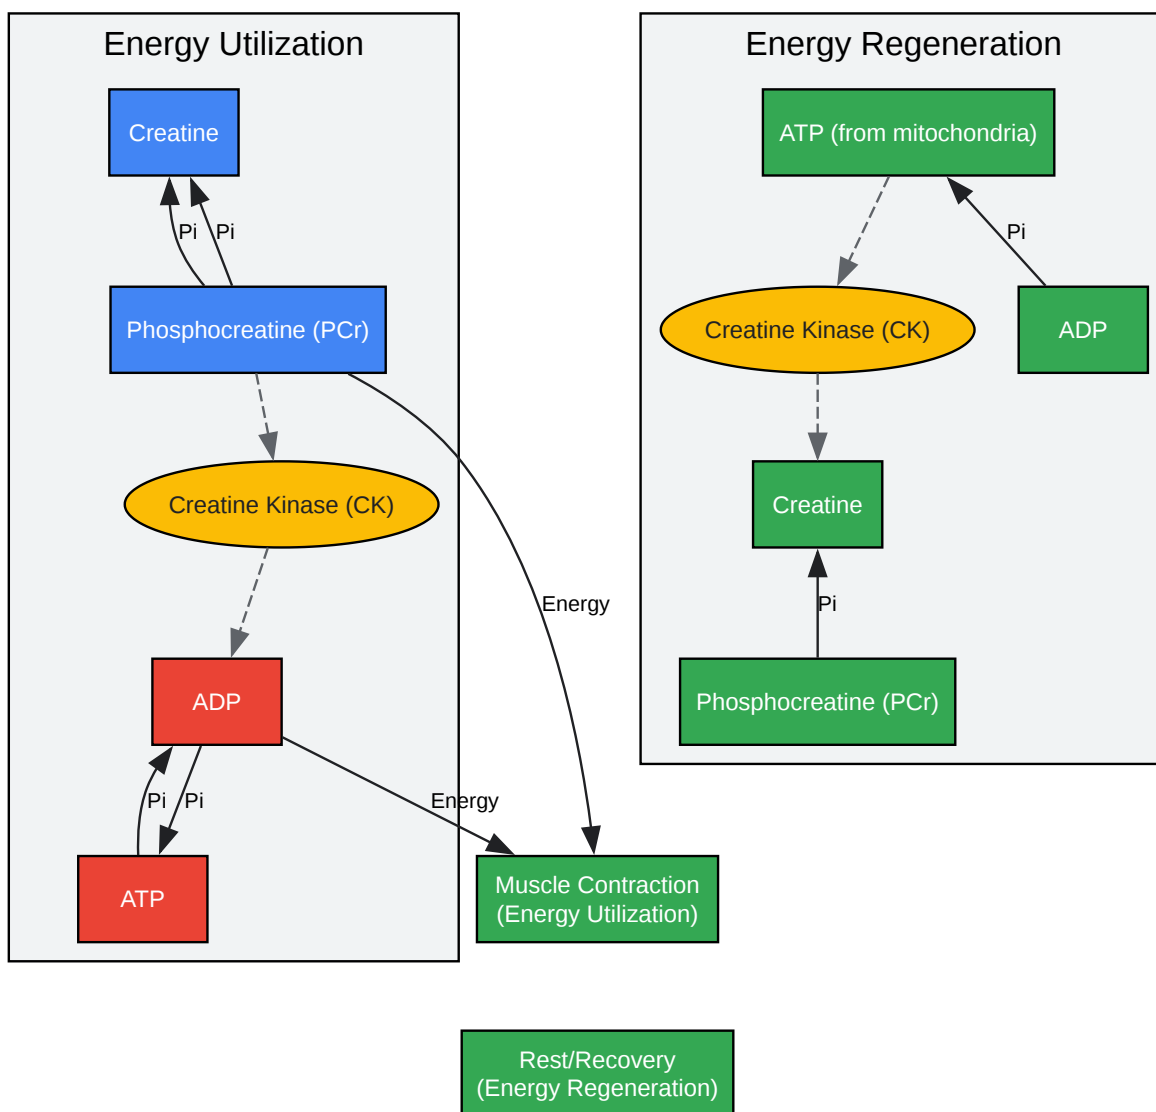 Energy Utilization
Creatine
Pi
Pi
Phosphocreatine (PCr)
Creatine Kinase (CK)
ADP
Pi
Pi
ATP
Energy
Energy
Muscle Contraction
(Energy Utilization)
Energy Regeneration
ATP (from mitochondria)
Pi
Creatine Kinase (CK)
ADP
Creatine
Pi
Phosphocreatine (PCr)
Rest/Recovery
(Energy Regeneration)